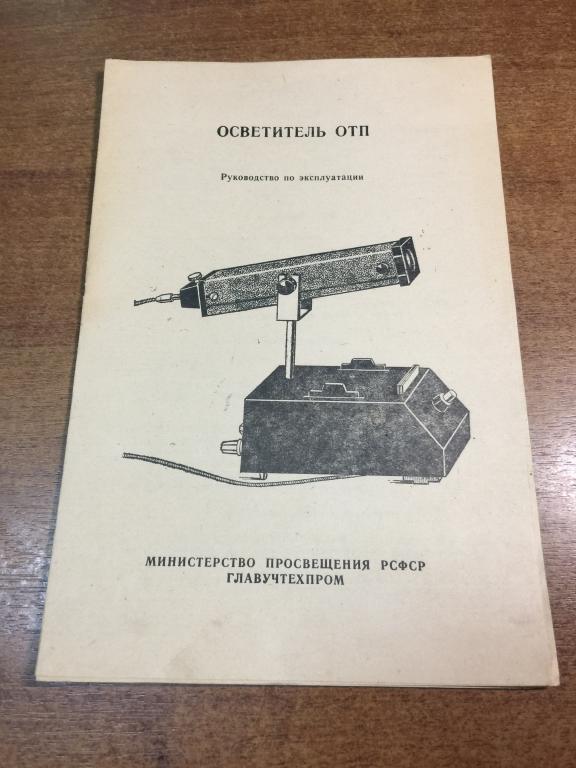 ОСВЕТИТЕЛЬ ОТП
Руководство по эксплуатации
МИНИСТЕРСТВО ПРОСВЕЩЕНИЯ РСФСР
ГЛАВУЧТЕХПРОМ